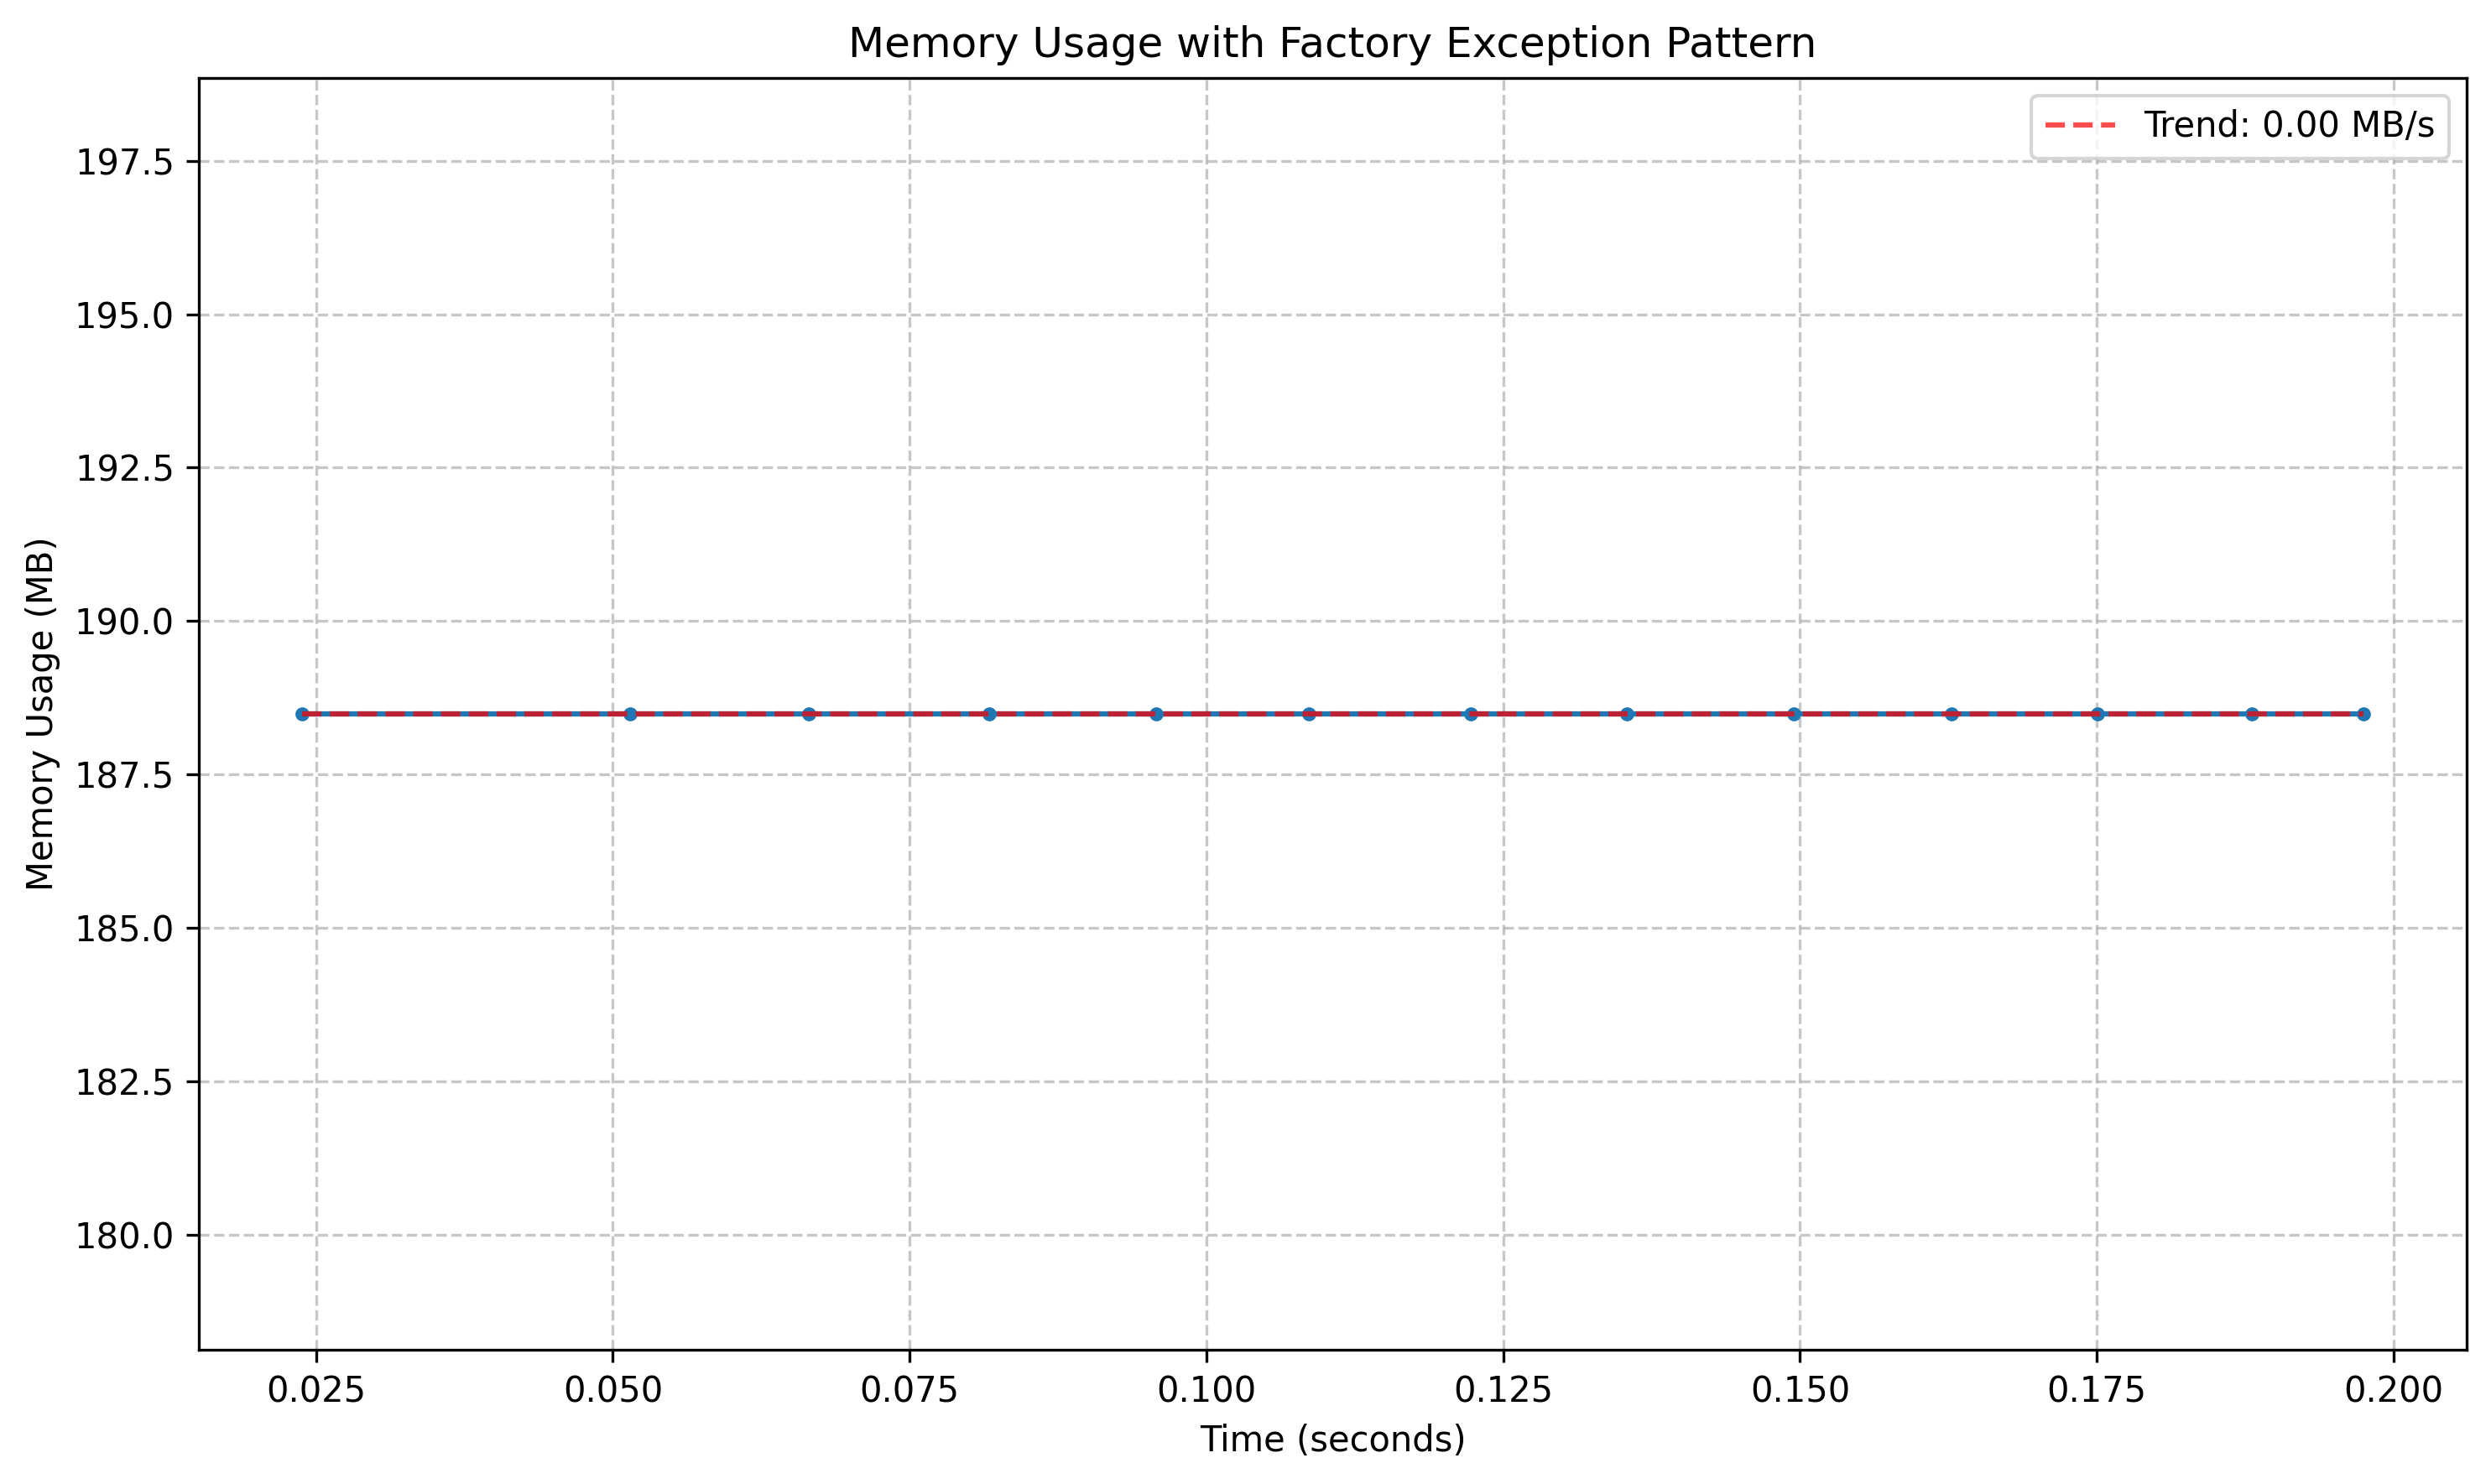 Memory Usage with Factory Exception Pattern
Trend: 0.00 MB/s
Memory Usage (MB)
197.5
195.0
192.5
190.0
187.5
185.0
182.5
180.0
0.025 0.050 0.075 0.100 0.125 0.150 0.175 0.200
Time (seconds)